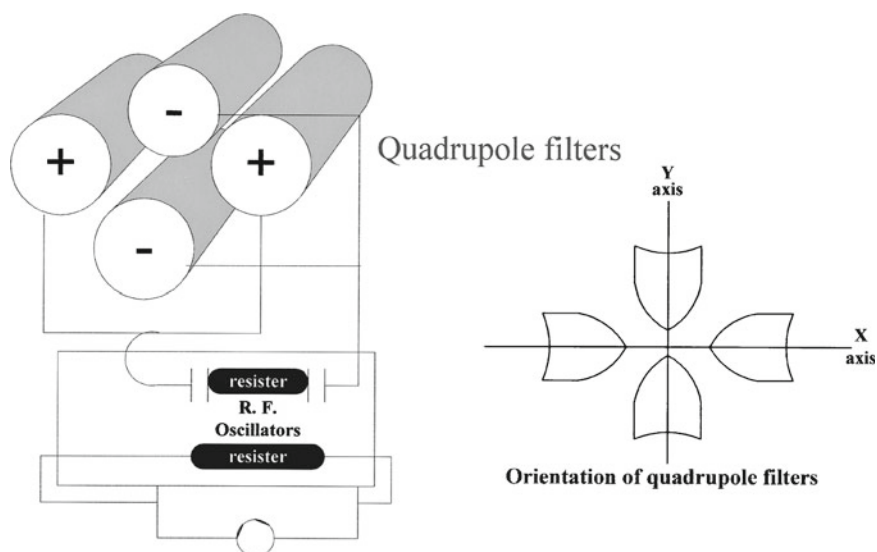 -
+
+
-
Quadrupole filters
resister
R. F.
Oscillators
resister
Y
axis
X
axis
Orientation of quadrupole filters